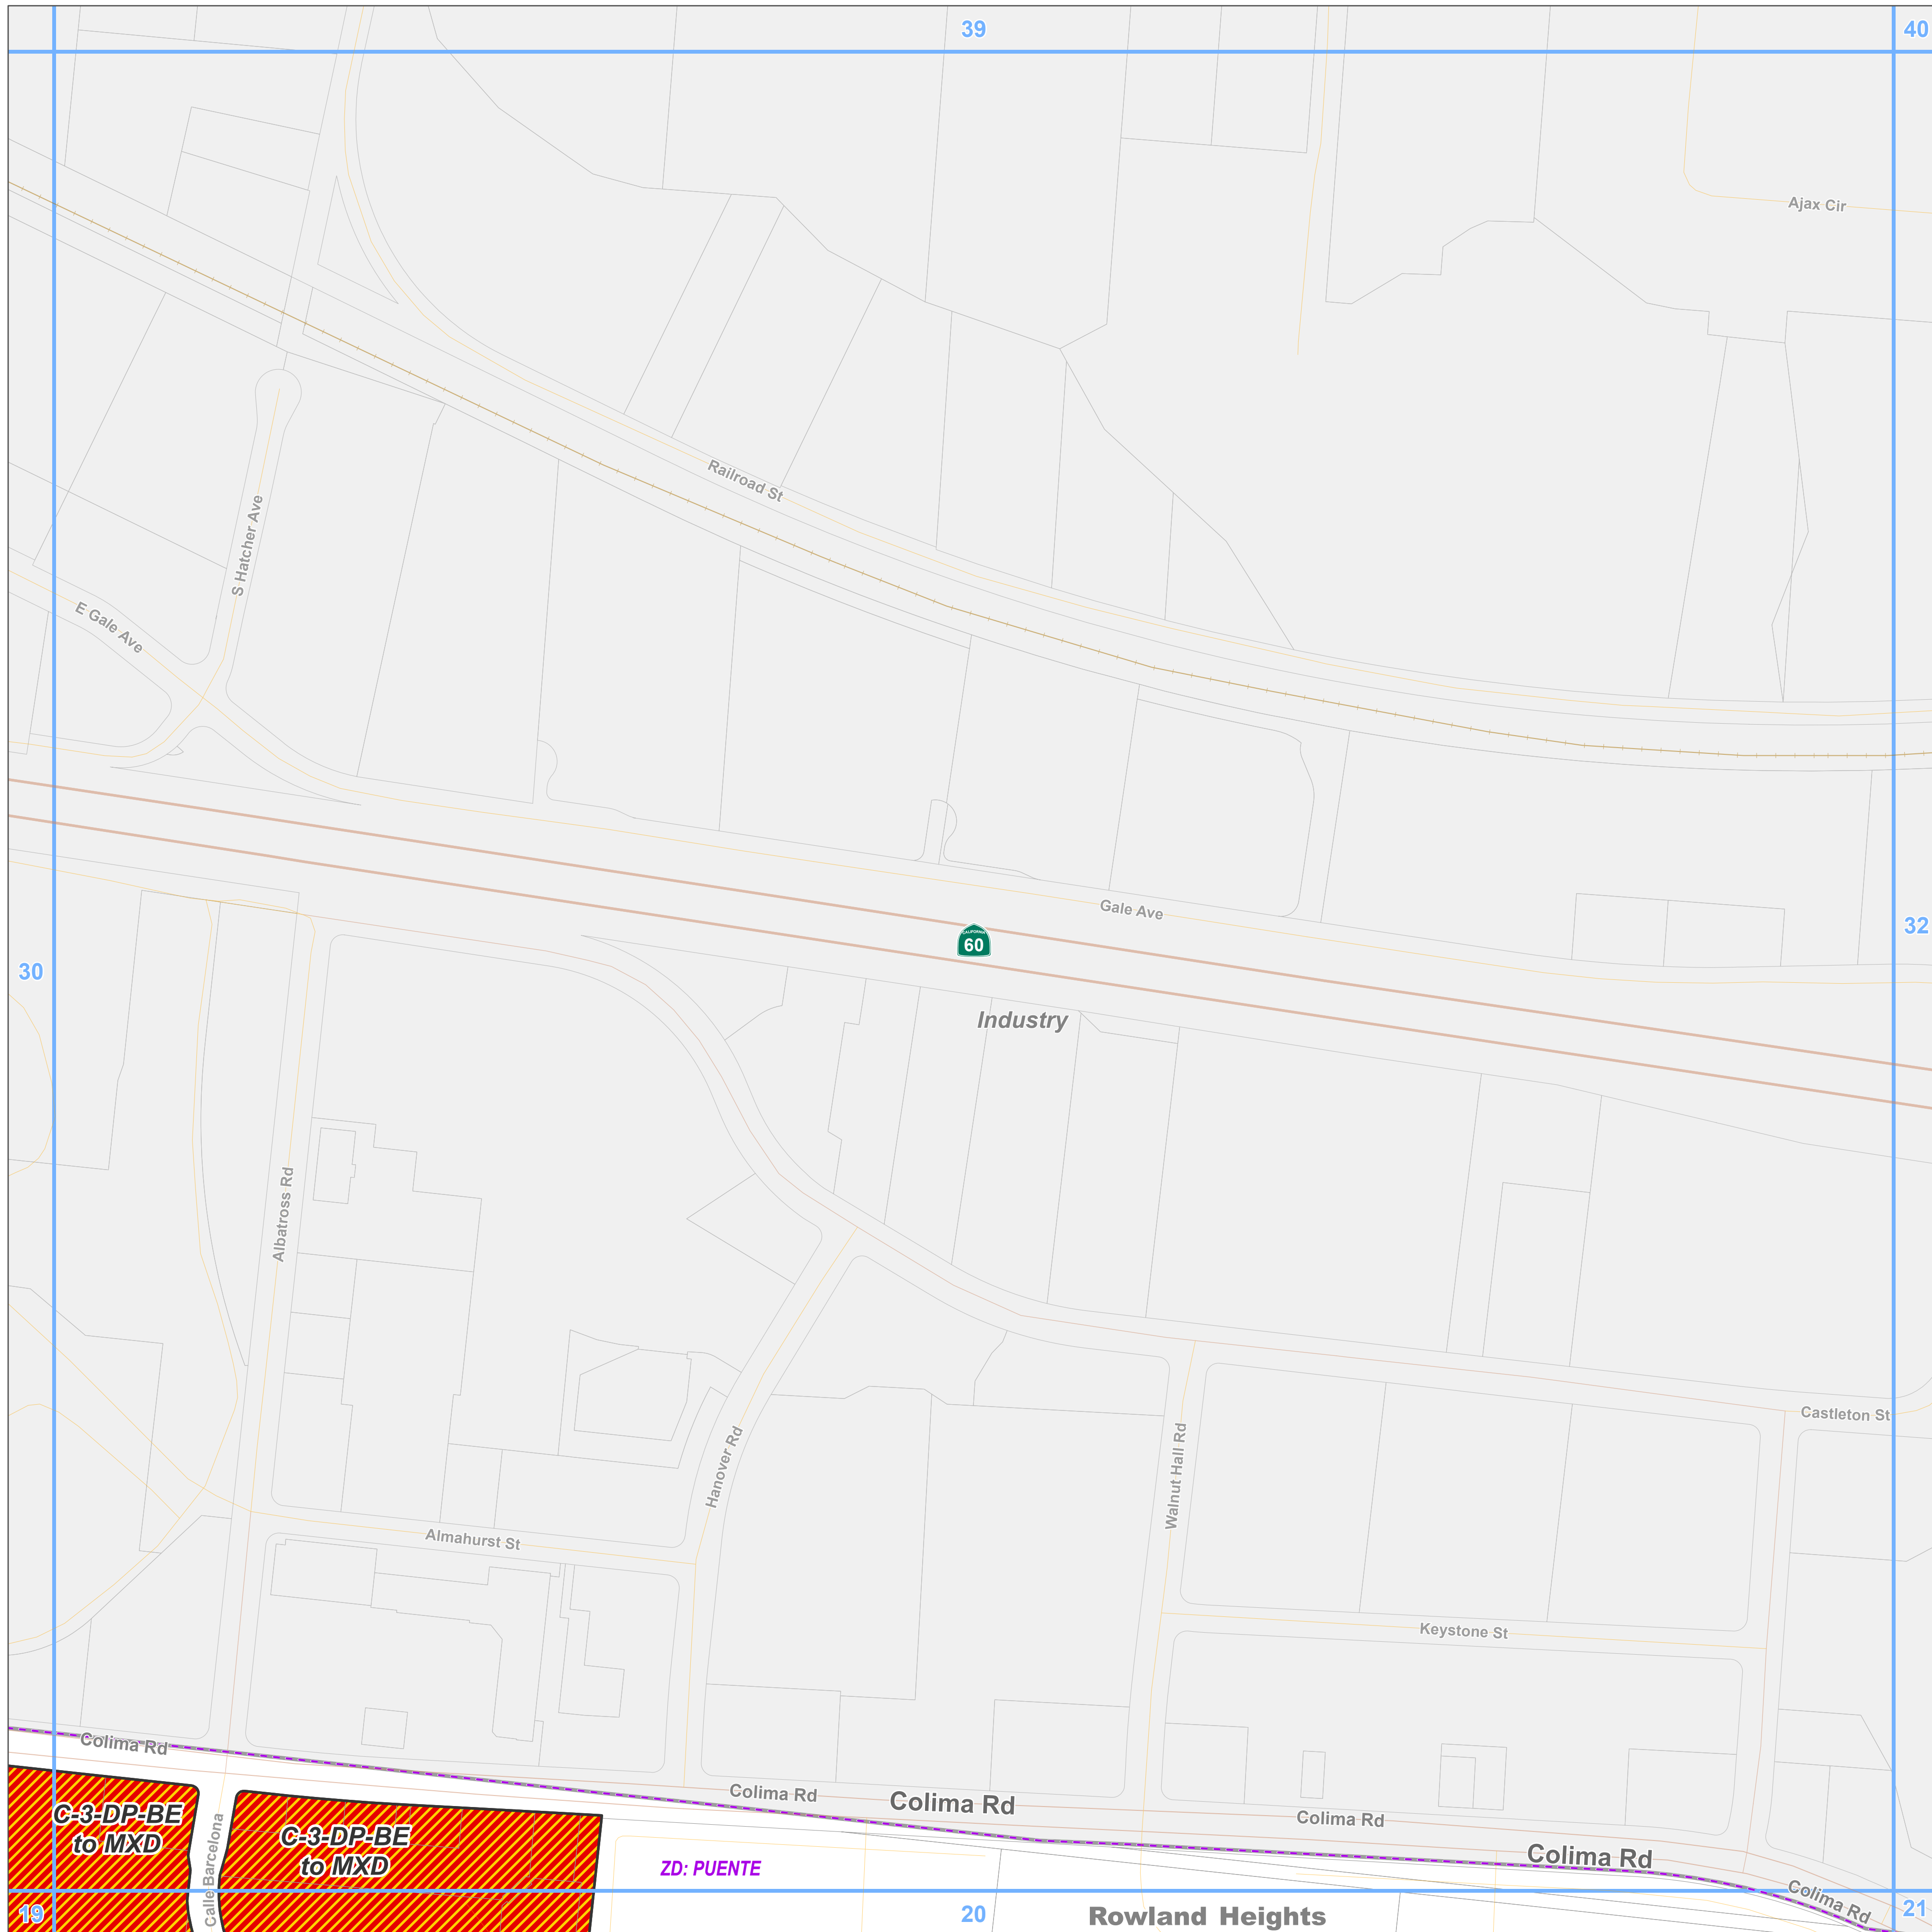 39
40
Ajax Cir
Railroad St
S Hatcher Ave
E Gale Ave
Gale Ave
32
CALIFORNIA
60
30
Industry
Albatross Rd
Castleton St
Hanover Rd
Walnut Hall Rd
Almahurst St
Keystone St
Colima Rd
Colima Rd
Colima Rd
Colima Rd
Colima Rd
Colima Rd
C-3-DP-BE
to MXD
Calle Barcelona
C-3-DP-BE
to MXD
ZD: PUENTE
19
20
Rowland Heights
21